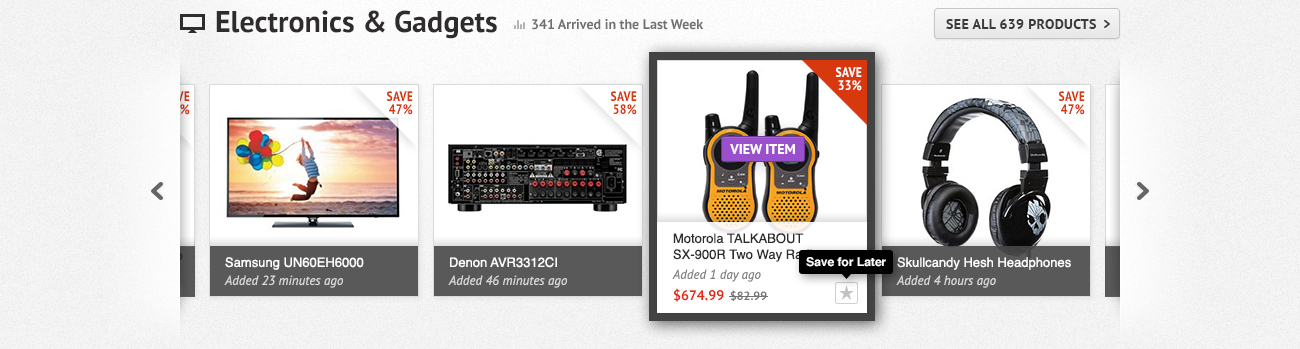 Electronics & Gadgets
341 Arrived in the Last Week
SEE ALL 639 PRODUCTS
VE
%
SAVE
47%
Samsung UN60EH6000
Added 23 minutes ago
SAVE
58%
Denon AVR3312CI
Added 46 minutes ago
SAVE
33%
VIEW ITEM
MOTOROLA
MOTOROLA
Motorola TALKABOUT
SX-900R Two Way Ra
Added 1 day ago
$674.99 $82.99
Save for Later
SAVE
47%
Skullcandy Hesh Headphones
Added 4 hours ago